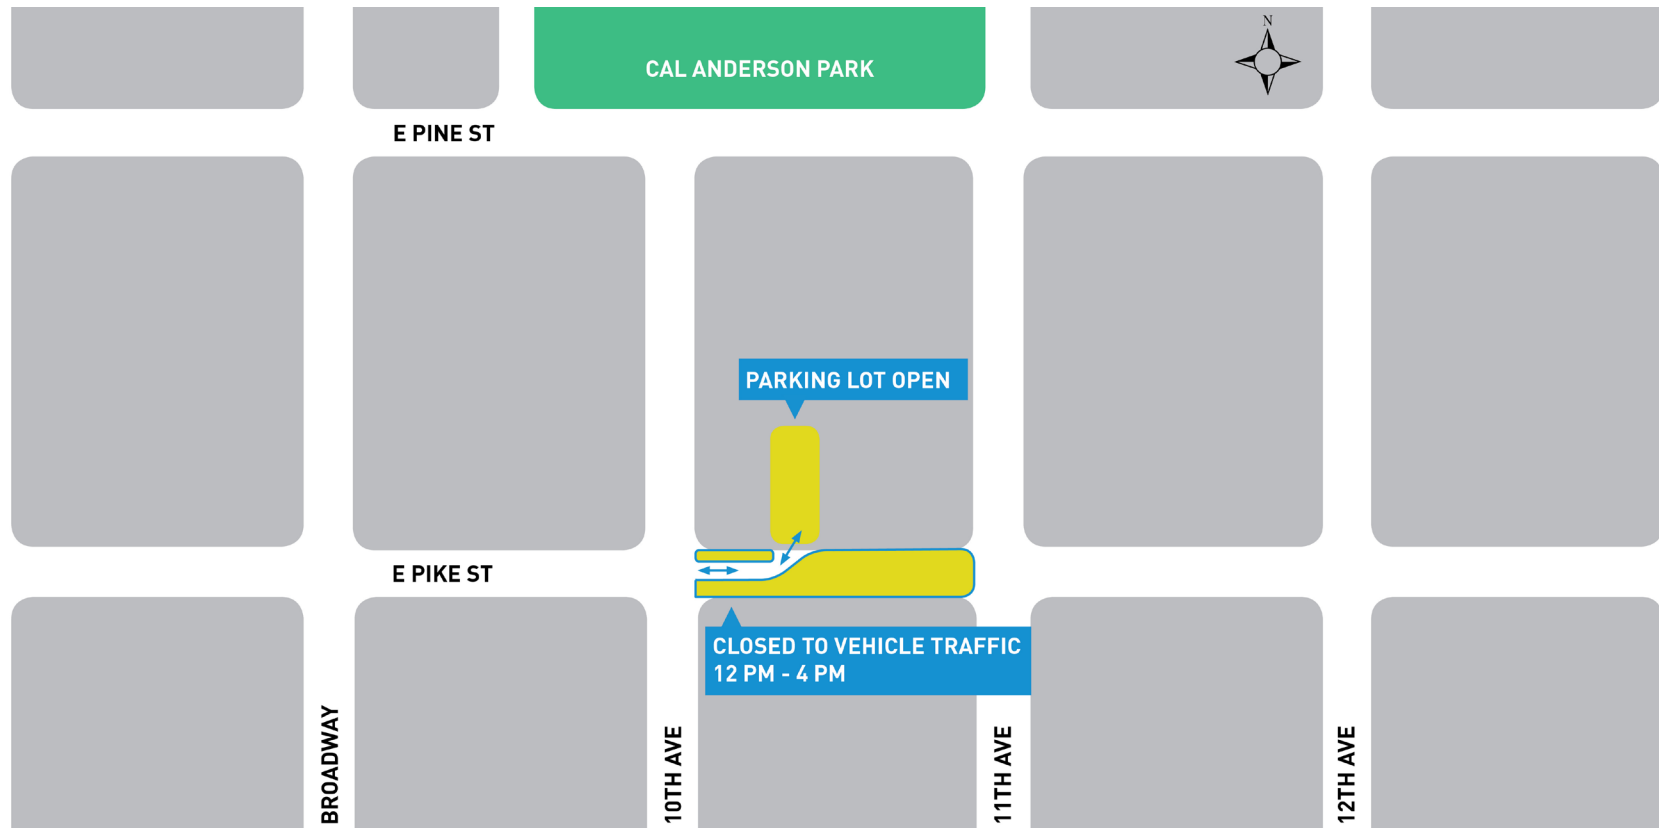 N
CAL ANDERSON PARK
E PINE ST
PARKING LOT OPEN
E PIKE ST
CLOSED TO VEHICLE TRAFFIC
12 PM - 4 PM
BROADWAY
10TH AVE
11TH AVE
12TH AVE